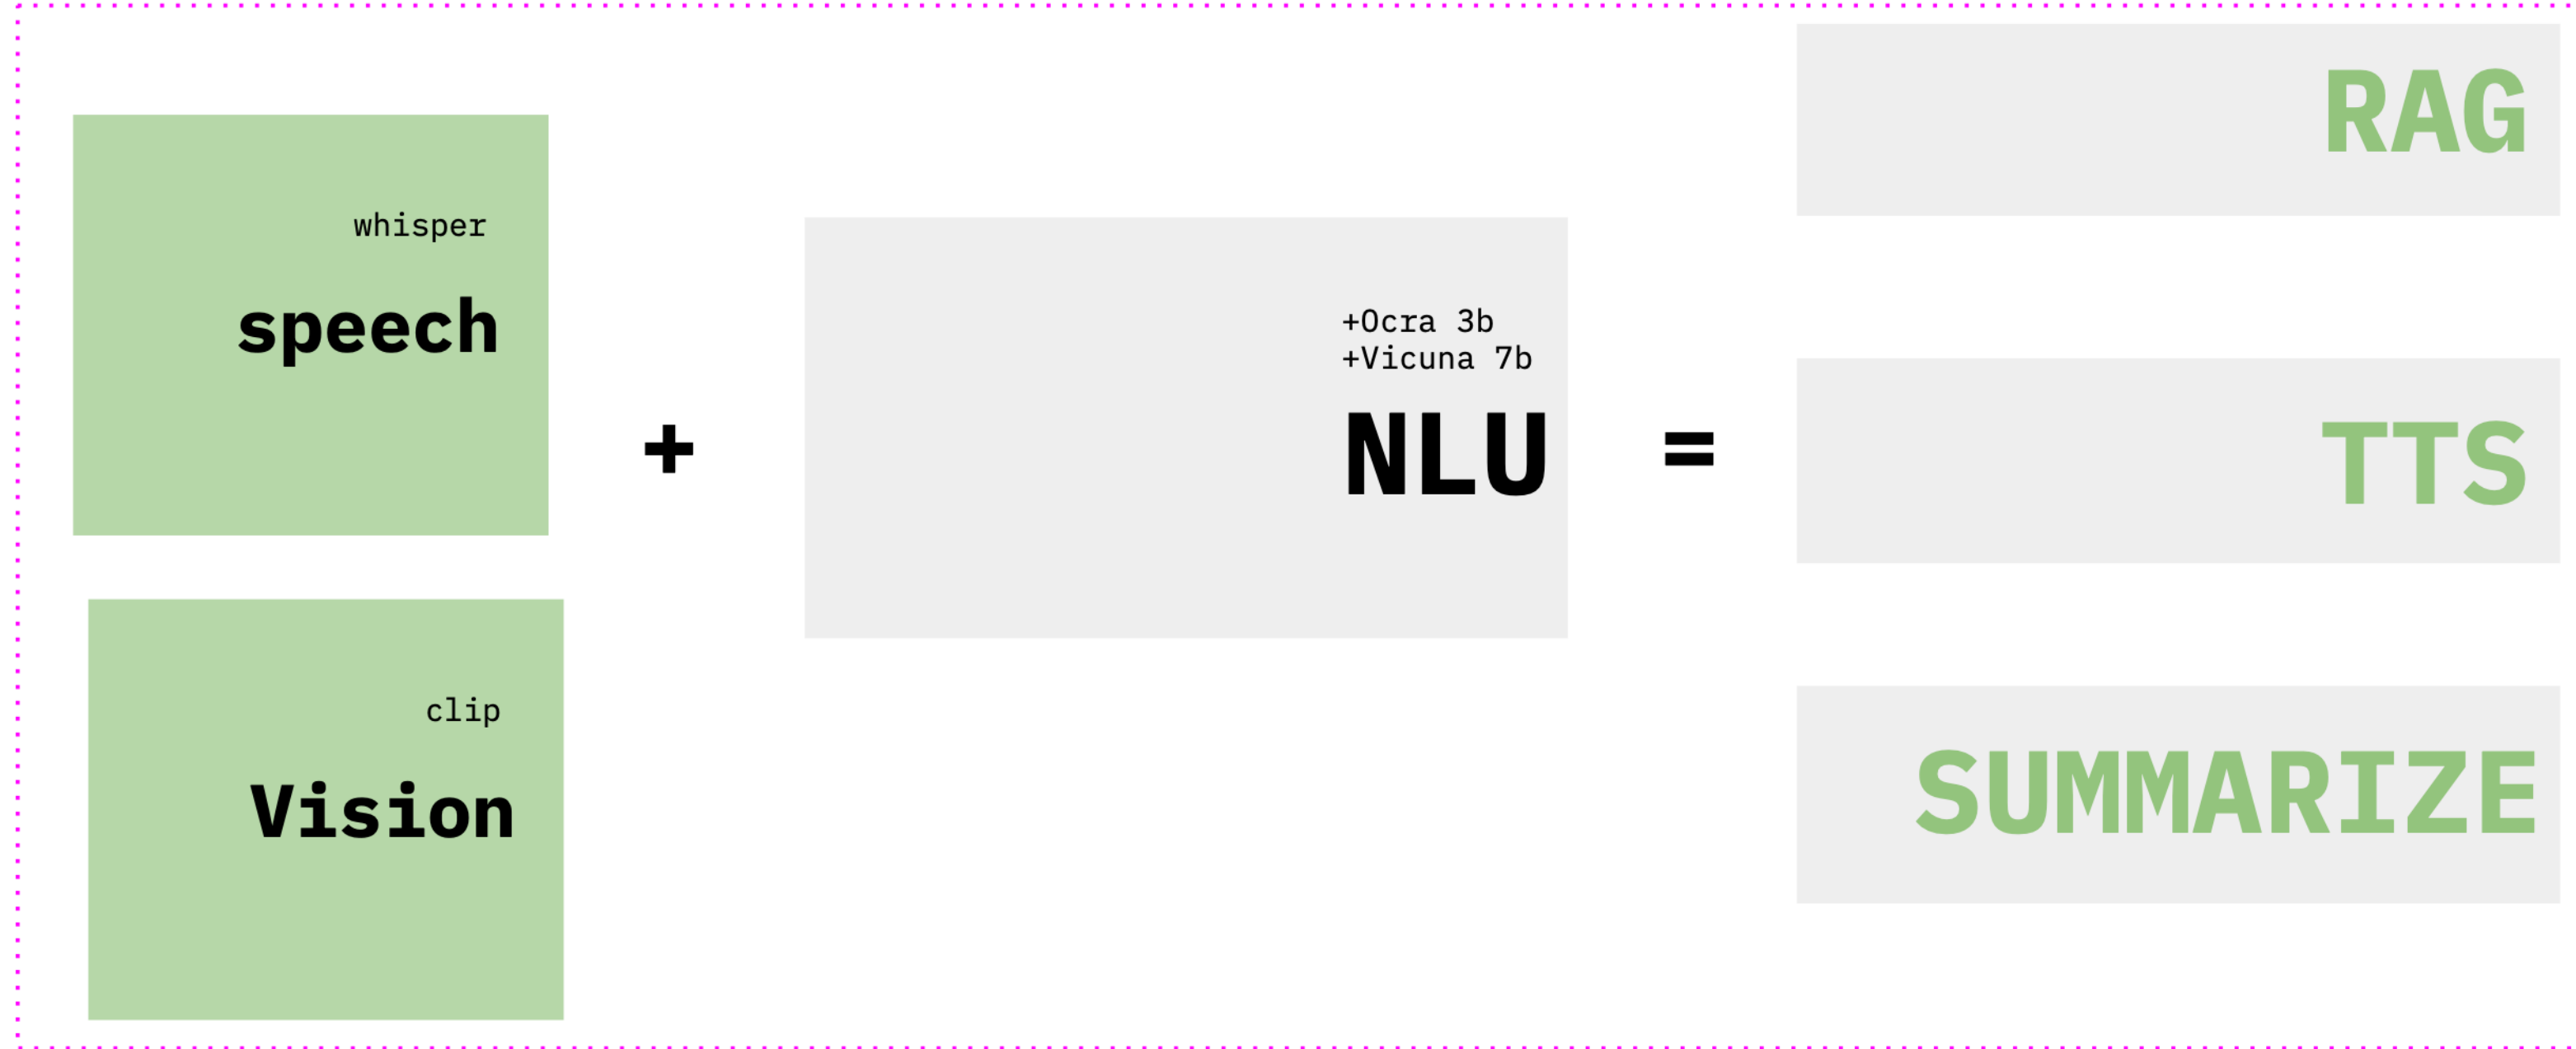 whisper
speech
clip
Vision
+
+Ocra 3b
+Vicuna 7b
NLU
=
RAG
TTS
SUMMARIZE